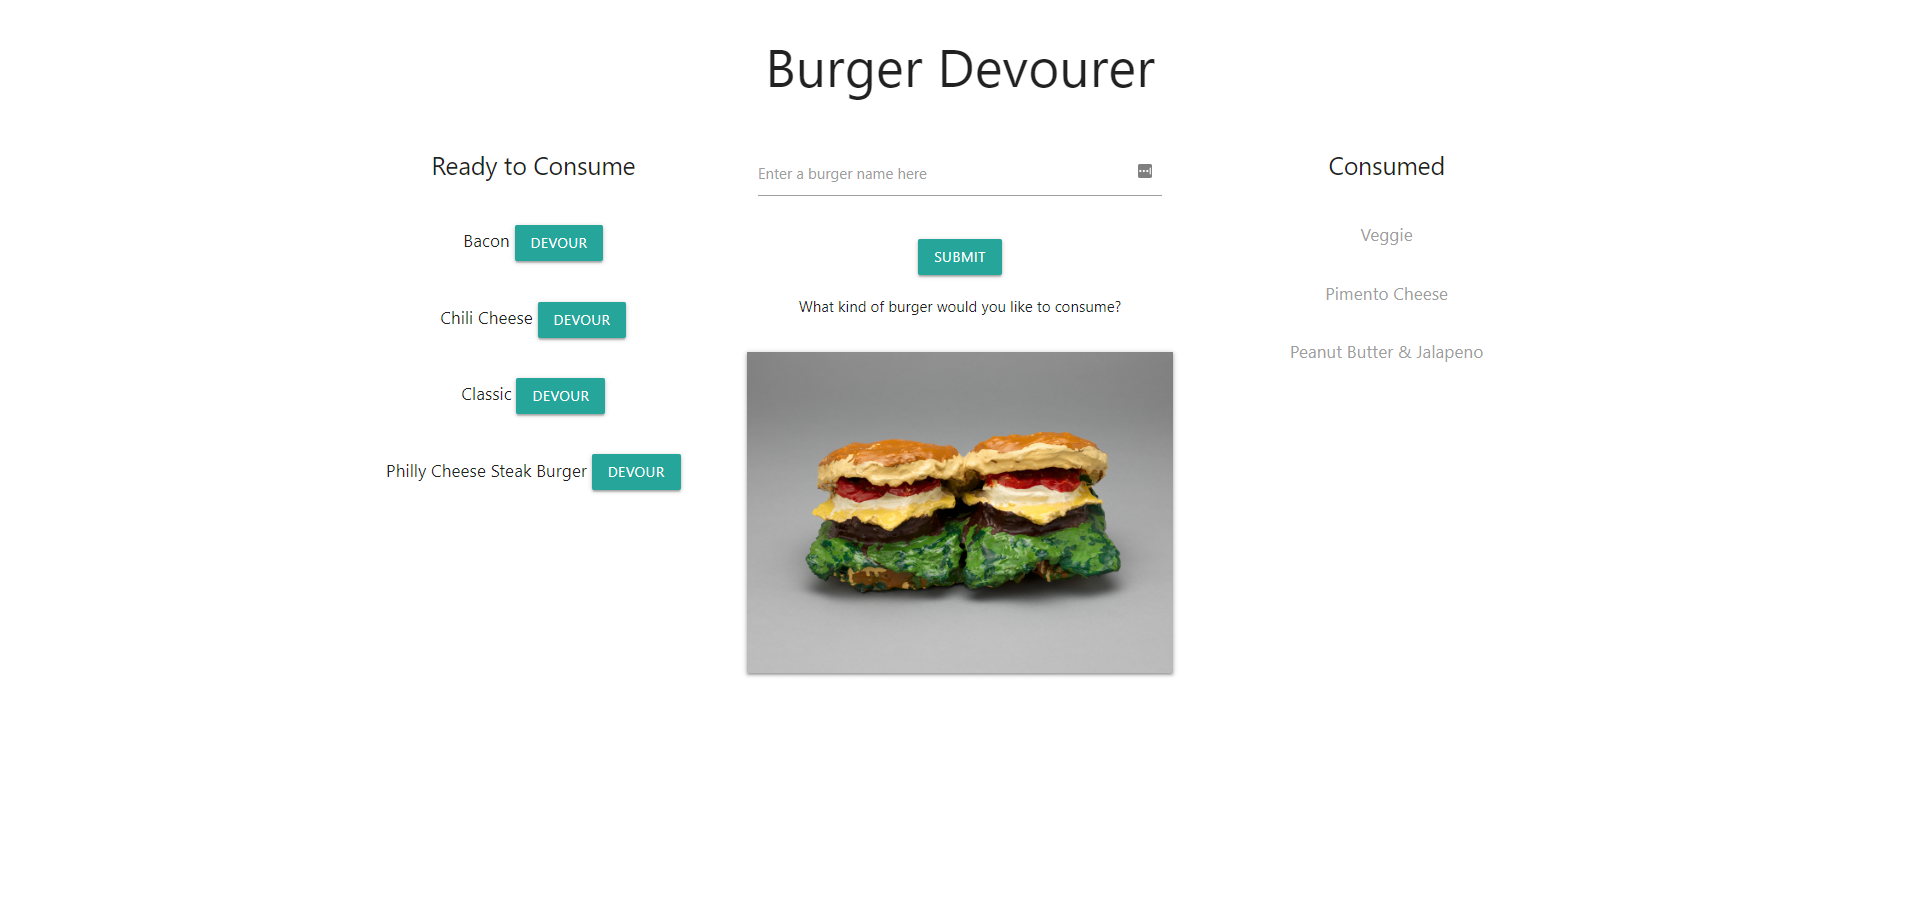 Burger Devourer
Ready to Consume
Bacon DEVOUR
Chili Cheese DEVOUR
Classic DEVOUR
Philly Cheese Steak Burger DEVOUR
Enter a burger name here
SUBMIT
What kind of burger would you like to consume?
Consumed
Veggie
Pimento Cheese
Peanut Butter & Jalapeno